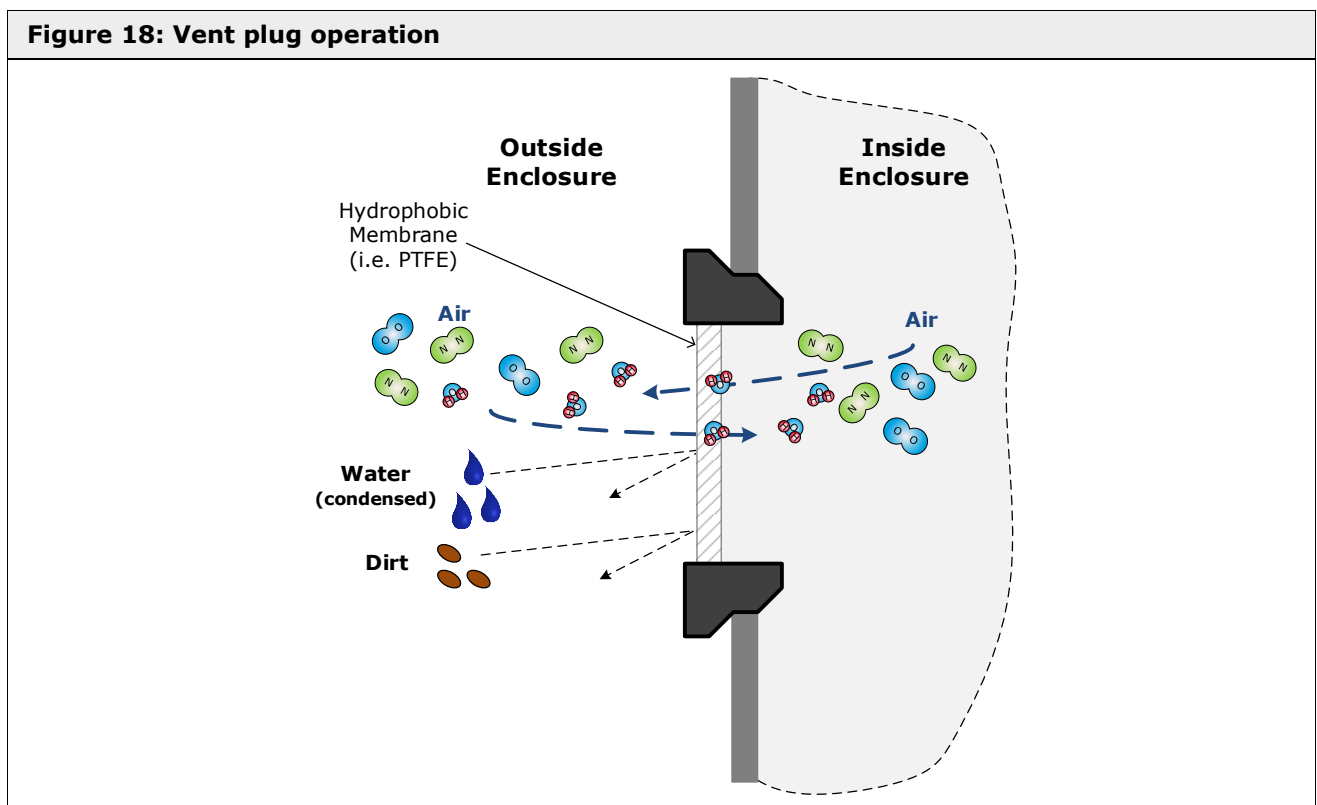 Figure 18: Vent plug operation
Outside
Enclosure
Inside
Enclosure
Hydrophobic
Membrane
(i.e. PTFE)
Air
Air
O O
N N
N N
N N
O O
N N
N N
N N
O O
O O
H O H
H O H
H O H
H O H
H O H
H O H
H O H
Water
(condensed)
Dirt